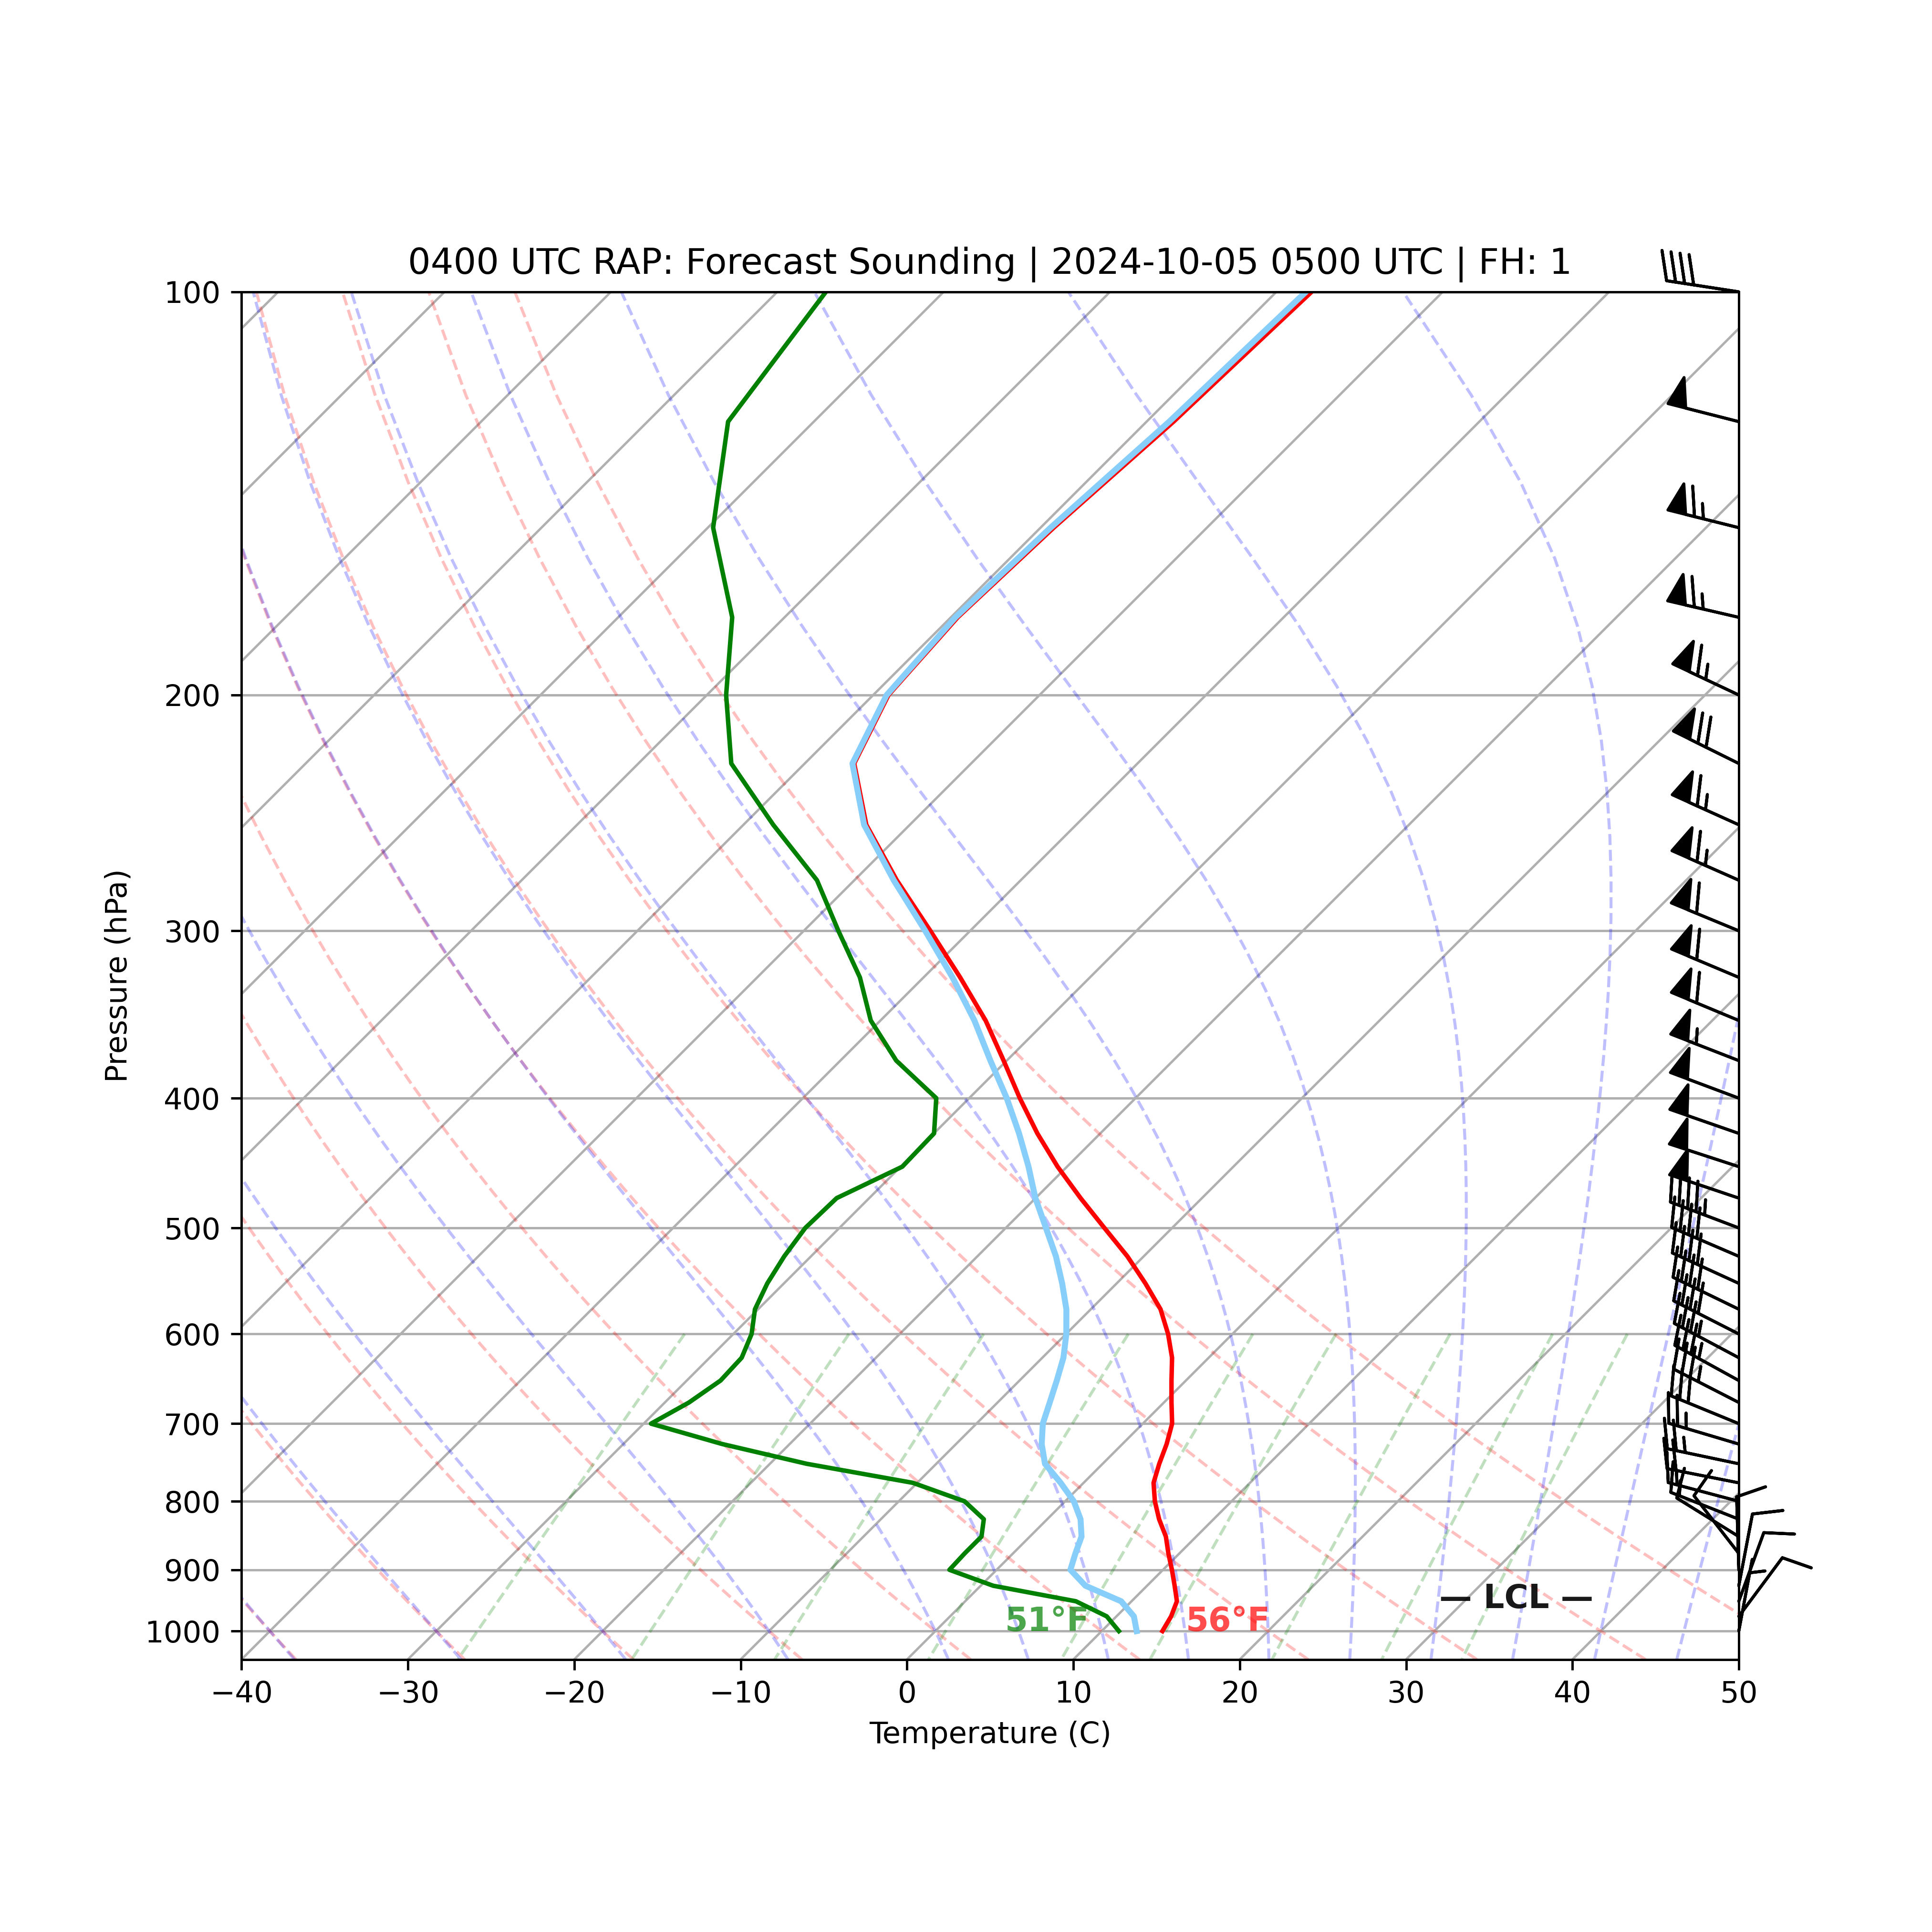 0400 UTC RAP: Forecast Sounding | 2024-10-05 0500 UTC | FH: 1
100
200
300
400
500
600
700
800
900
1000
Pressure (hPa)
— LCL —
51°F
56°F
−40 −30 −20 −10 0 10 20 30 40 50
Temperature (C)